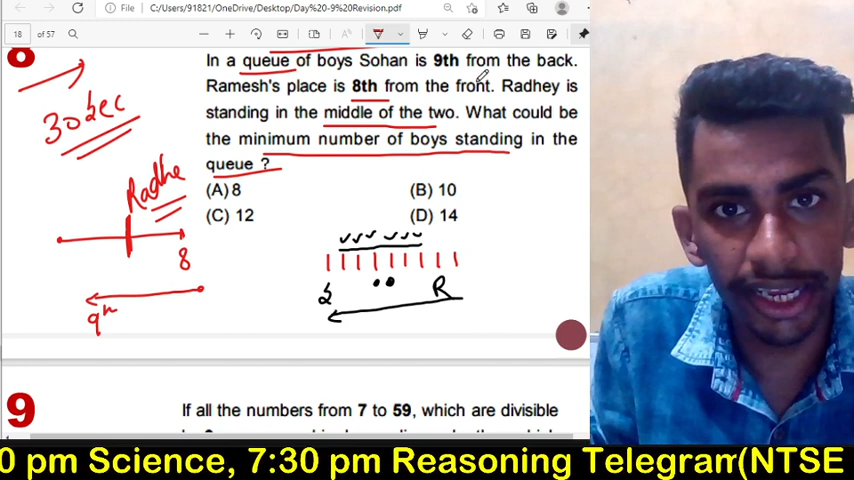 C:/Users/91821/OneDrive/Desktop/Day%20-9%20Revision.pdf
18 of 57
8
In a queue of boys Sohan is 9th from the back.
Ramesh's place is 8th from the front. Radhey is
standing in the middle of the two. What could be
the minimum number of boys standing in the
queue ?
(A) 8 (B) 10
(C) 12 (D) 14
30 Sec
Radhe
8
9th
S R
9
If all the numbers from 7 to 59, which are divisible
0 pm Science, 7:30 pm Reasoning Telegram(NTSE